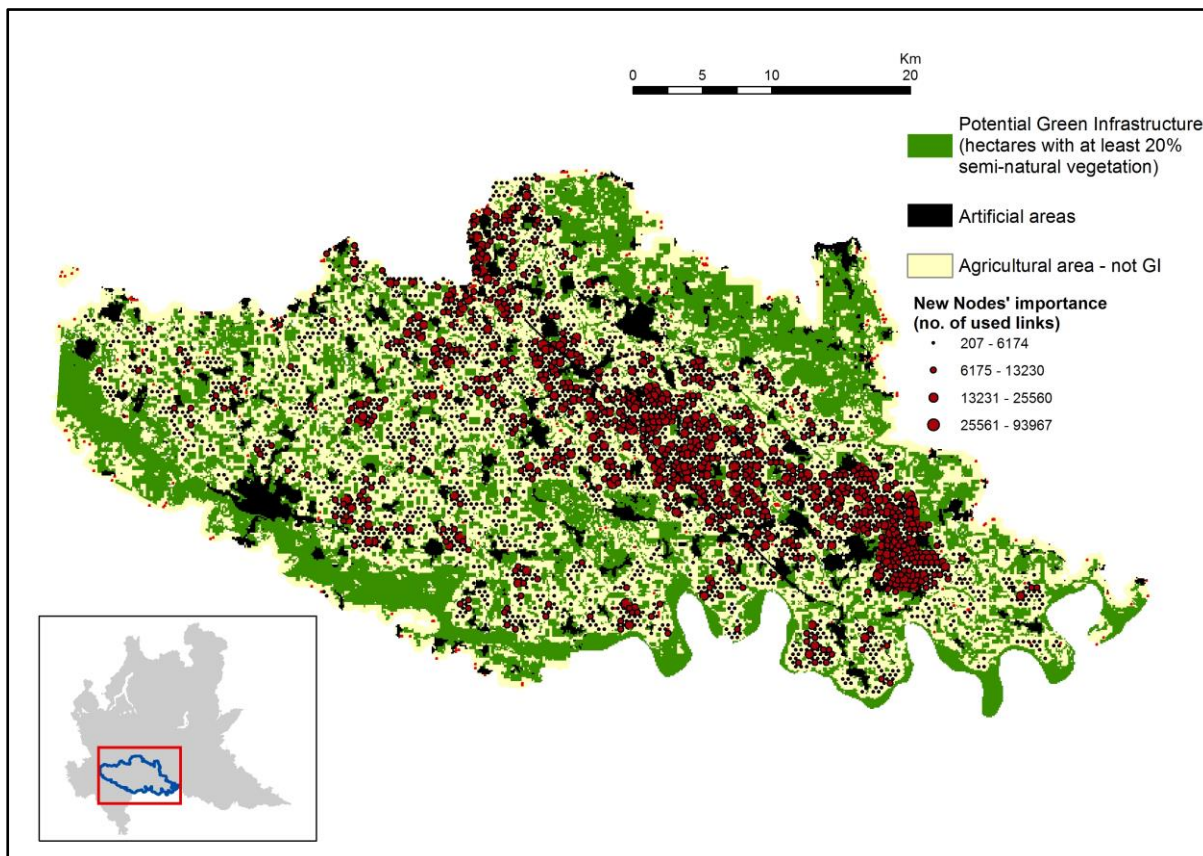 Km
0 5 10 20
Potential Green Infrastructure
(hectares with at least 20%
semi-natural vegetation)
Artificial areas
Agricultural area - not GI
New Nodes' importance
(no. of used links)
207 - 6174
6175 - 13230
13231 - 25560
25561 - 93967